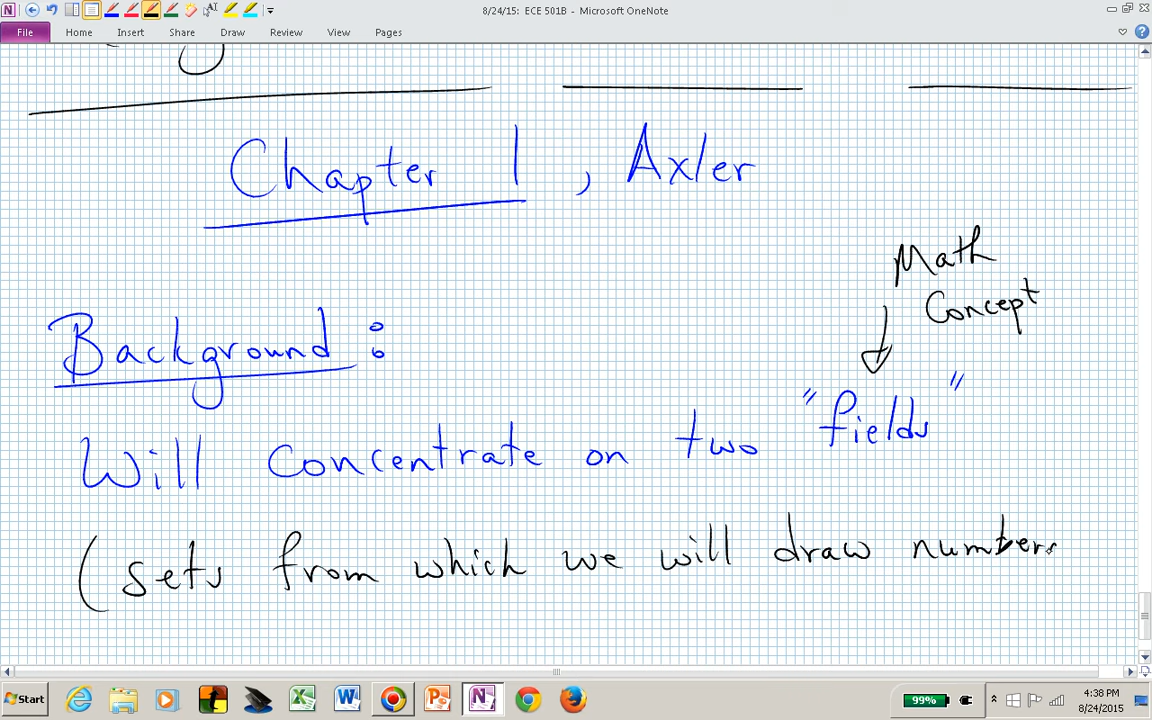 8/24/15: ECE 501B - Microsoft OneNote
File Home Insert Share Draw Review View Pages
Chapter 1, Axler
Math
Concept
Background:
Will concentrate on two "fields"
(sets from which we will draw numbers
Start
99%
4:38 PM
8/24/2015